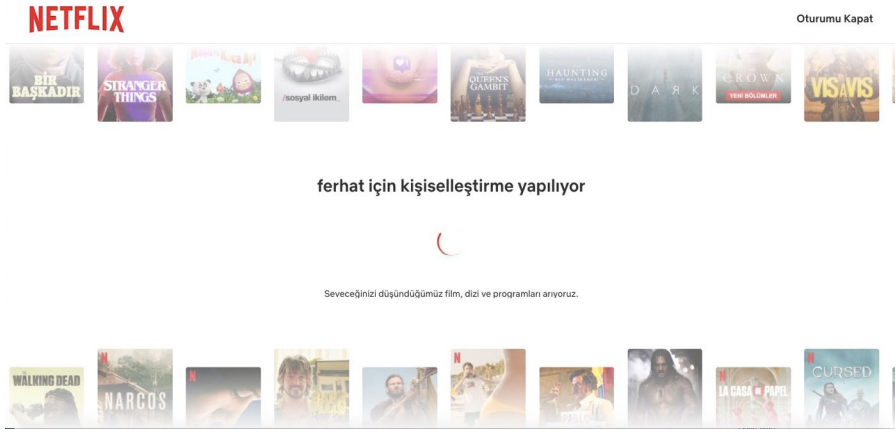 NETFLIX
Oturumu Kapat
BİR
BAŞKADIR
STRANGER
THINGS
/sosyal ikilem_
QUEEN'S
GAMBIT
HAUNTING
DARK
CROWN
YENİ BÖLÜMLER
VIS A VIS
ferhat için kişiselleştirme yapılıyor
Seveceğinizi düşündüğümüz film, dizi ve programları arıyoruz.
WALKING DEAD
N
NARCOS
N
N
N
LA CASA DE PAPEL
N
CURSED